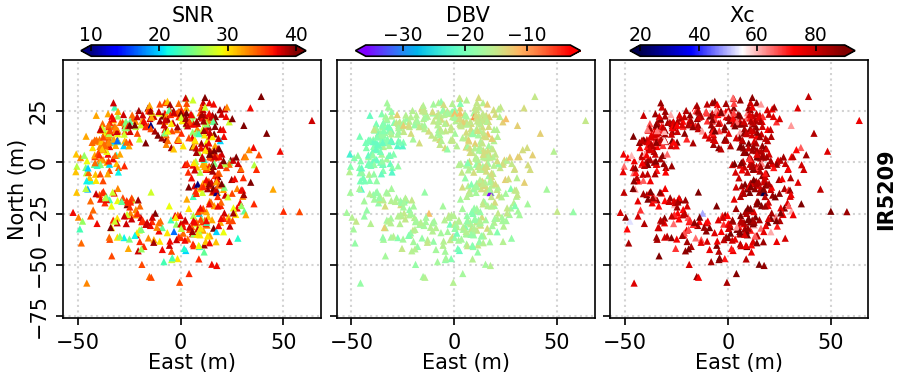 SNR DBV Xc
10 20 30 40 −30 −20 −10 20 40 60 80
25
0
−25
−50
−75
North (m)
IR5209
−50 0 50 −50 0 50 −50 0 50
East (m) East (m) East (m)